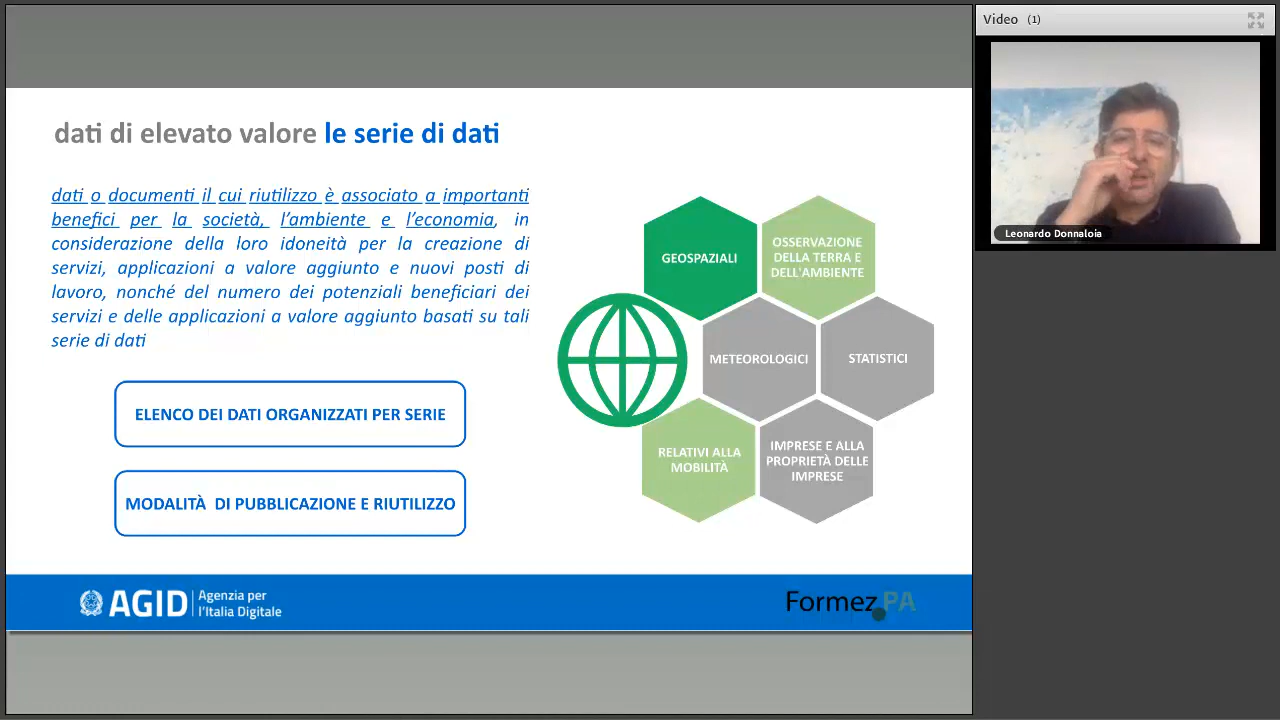 Video (1)
Leonardo Donnaloia
dati di elevato valore le serie di dati
dati o documenti il cui riutilizzo è associato a importanti
benefici per la società, l’ambiente e l’economia, in
considerazione della loro idoneità per la creazione di
servizi, applicazioni a valore aggiunto e nuovi posti di
lavoro, nonché del numero dei potenziali beneficiari dei
servizi e delle applicazioni a valore aggiunto basati su tali
serie di dati
ELENCO DEI DATI ORGANIZZATI PER SERIE
MODALITÀ DI PUBBLICAZIONE E RIUTILIZZO
GEOSPAZIALI
OSSERVAZIONE
DELLA TERRA E
DELL'AMBIENTE
METEOROLOGICI
STATISTICI
RELATIVI ALLA
MOBILITÀ
IMPRESE E ALLA
PROPRIETÀ DELLE
IMPRESE
AGID
Agenzia per
l’Italia Digitale
Formez PA